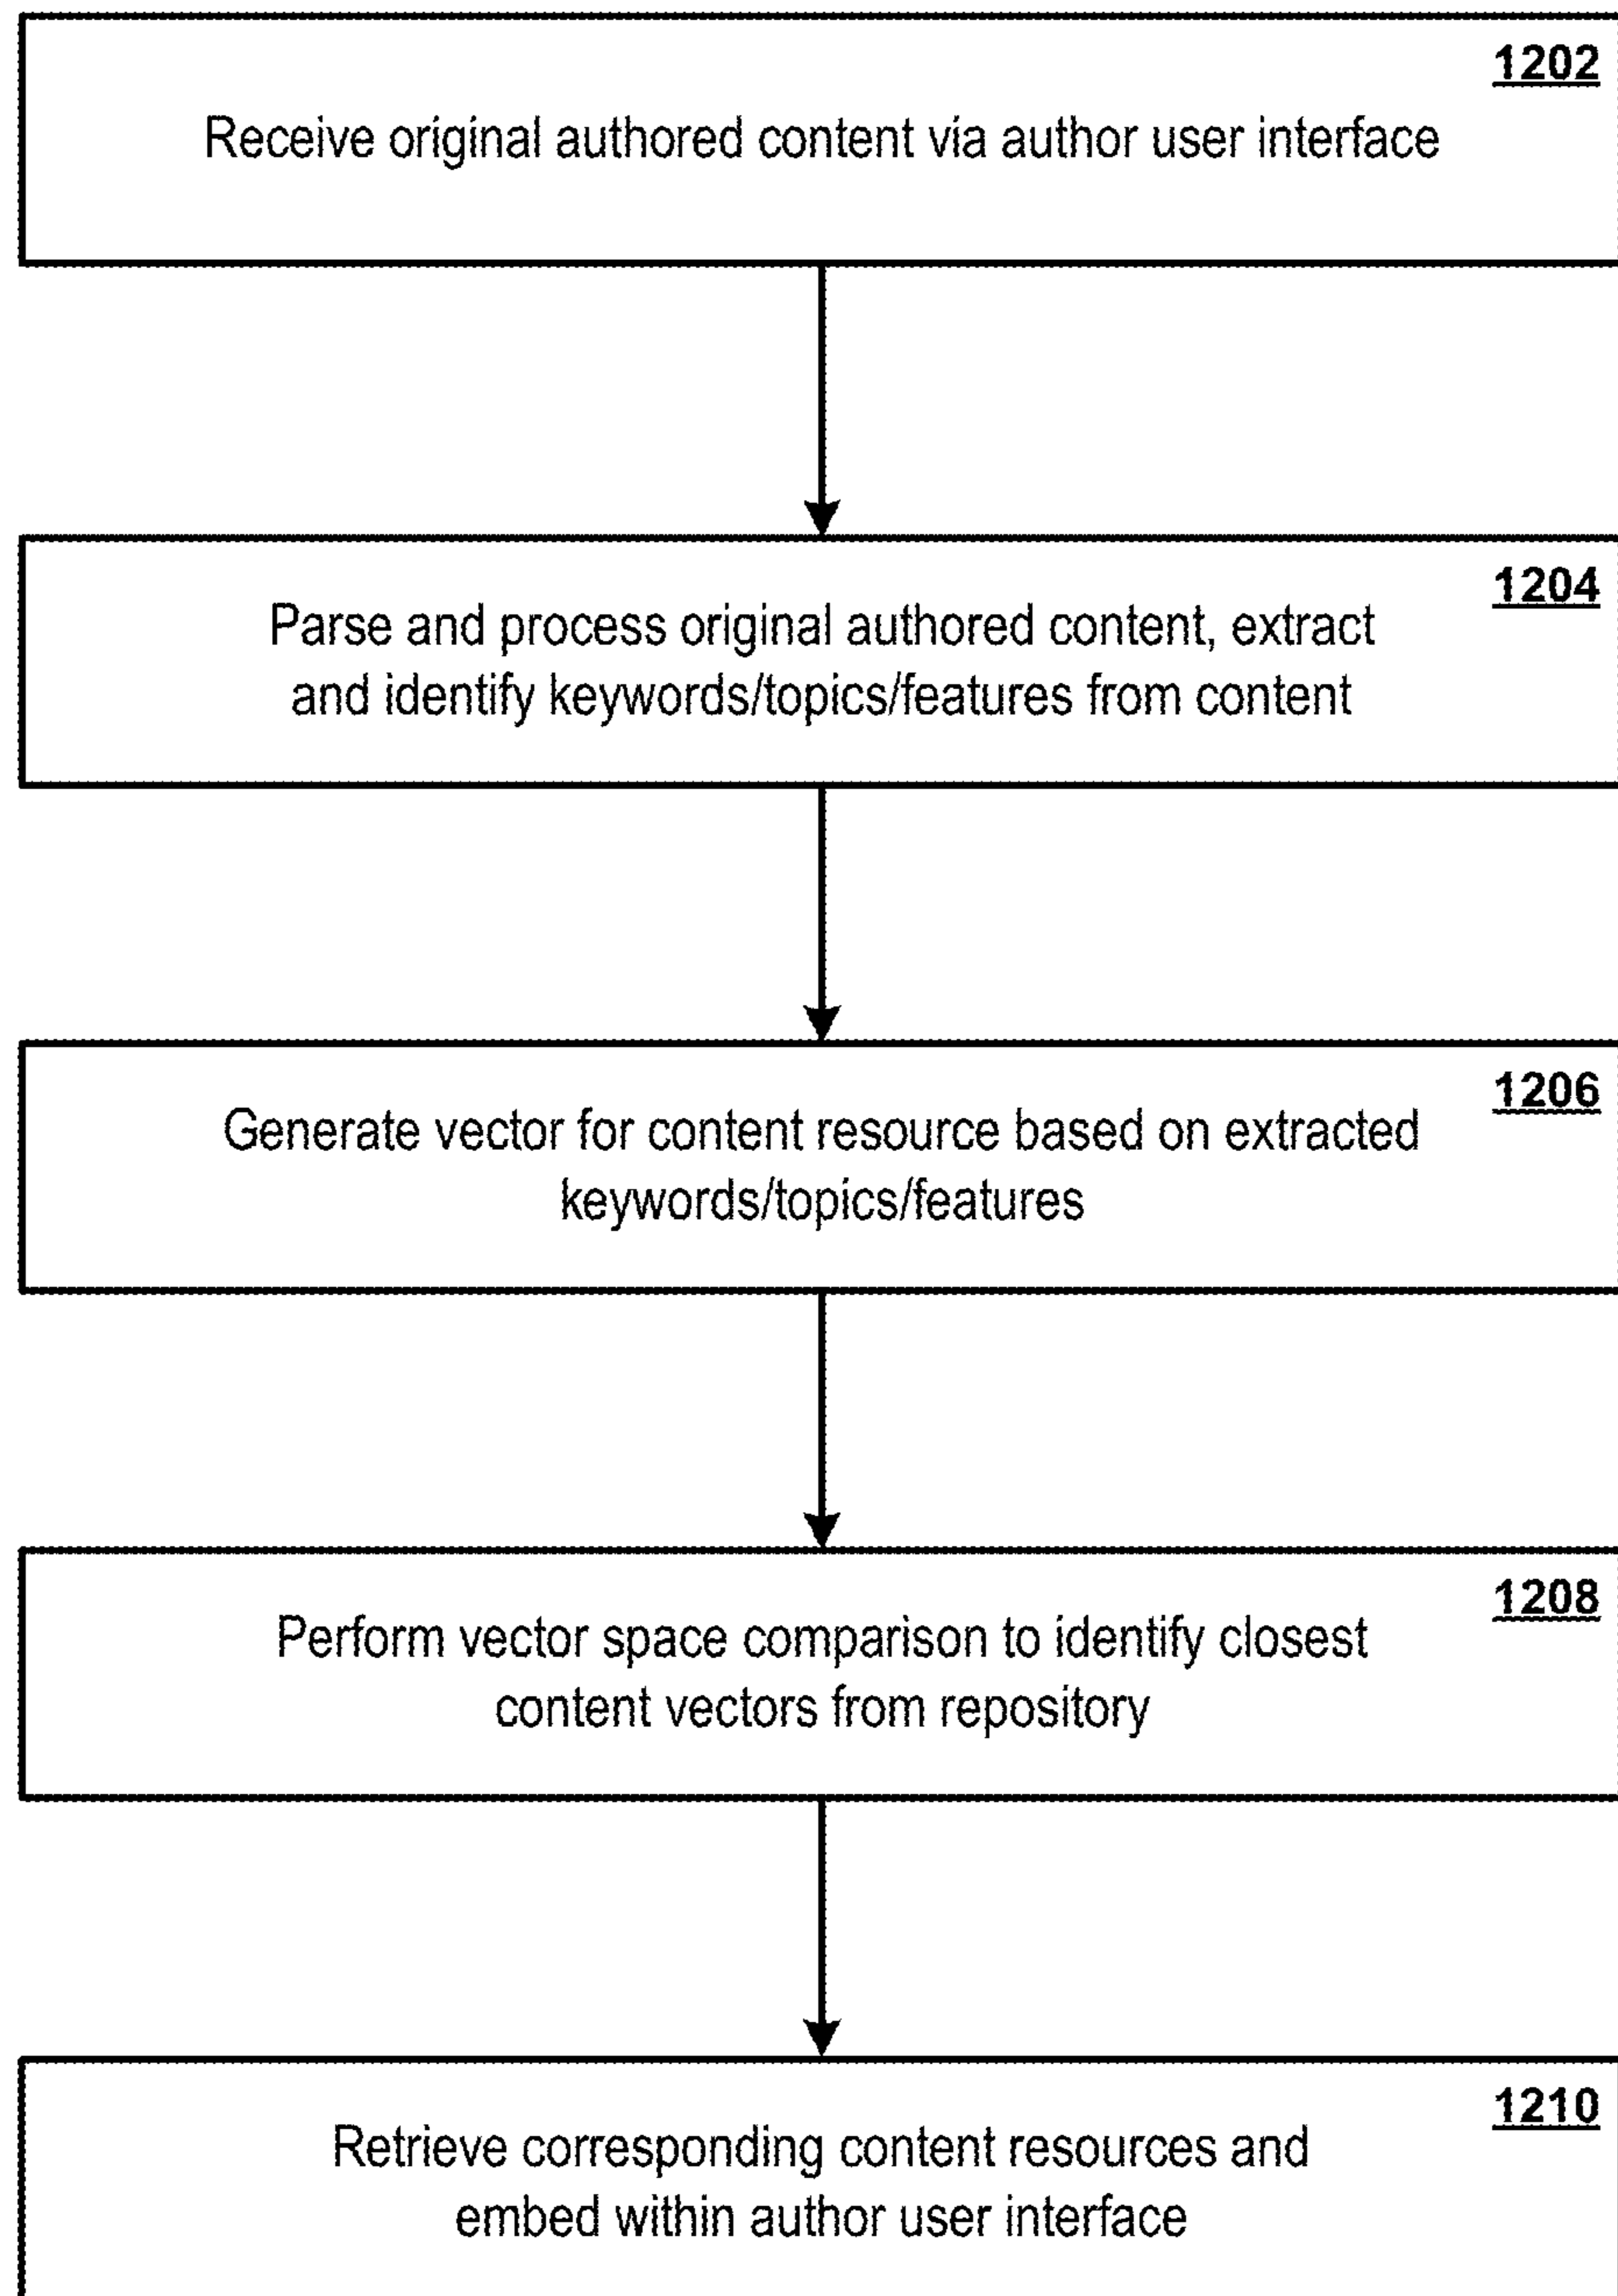 1202
Receive original authored content via author user interface
1204
Parse and process original authored content, extract
and identify keywords/topics/features from content
1206
Generate vector for content resource based on extracted
keywords/topics/features
1208
Perform vector space comparison to identify closest
content vectors from repository
1210
Retrieve corresponding content resources and
embed within author user interface